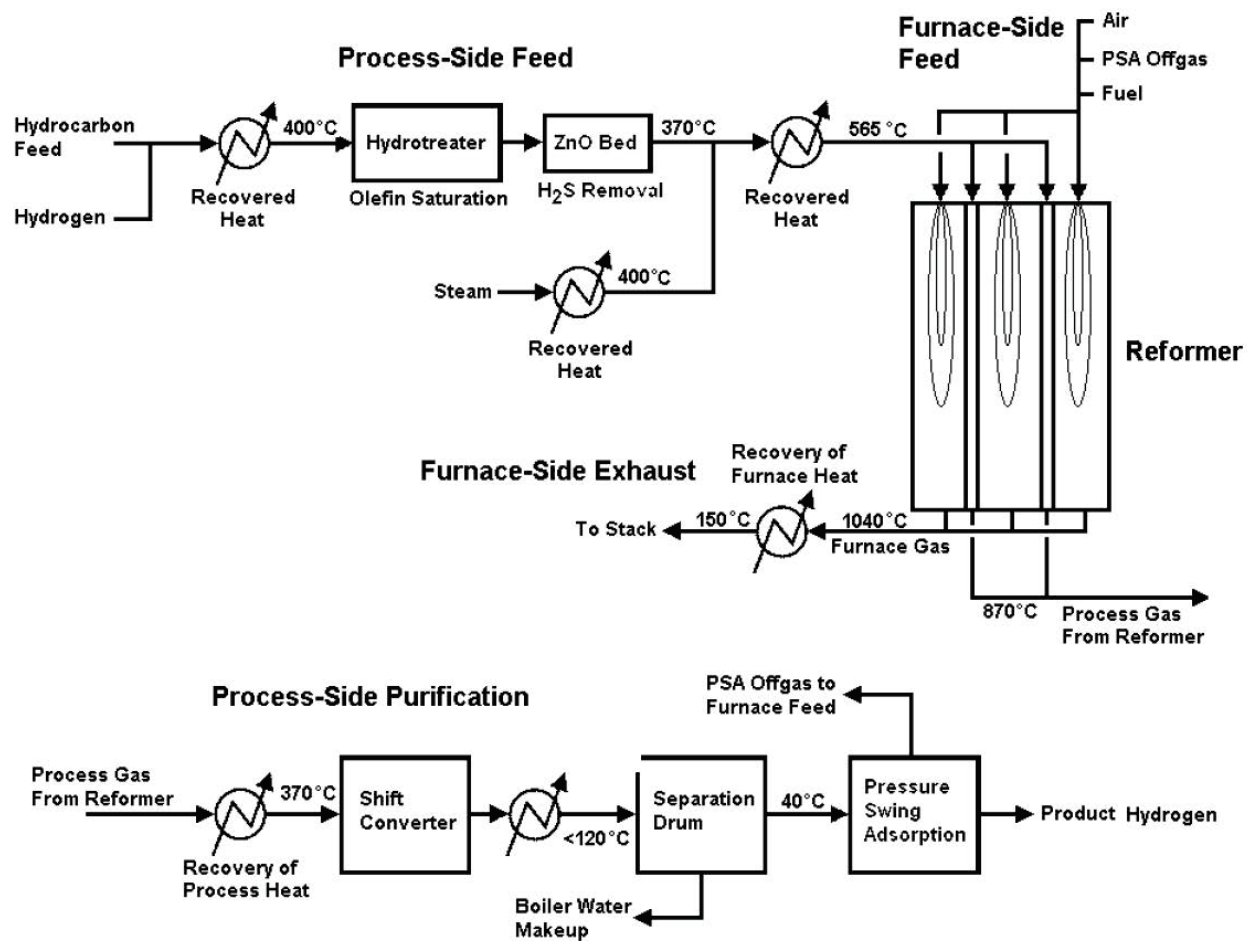 Process-Side Feed
Furnace-Side
Feed
Air
PSA Offgas
Fuel
Hydrocarbon
Feed
Hydrogen
Recovered
Heat
400°C
Hydrotreater
Olefin Saturation
ZnO Bed
H2S Removal
370°C
Recovered
Heat
565°C
Steam
400°C
Recovered
Heat
Reformer
Furnace-Side Exhaust
Recovery of
Furnace Heat
To Stack
150°C
1040°C
Furnace Gas
870°C
Process Gas
From Reformer
Process-Side Purification
PSA Offgas to
Furnace Feed
Process Gas
From Reformer
370°C
Recovery of
Process Heat
Shift
Converter
<120°C
Separation
Drum
40°C
Pressure
Swing
Adsorption
Product Hydrogen
Boiler Water
Makeup